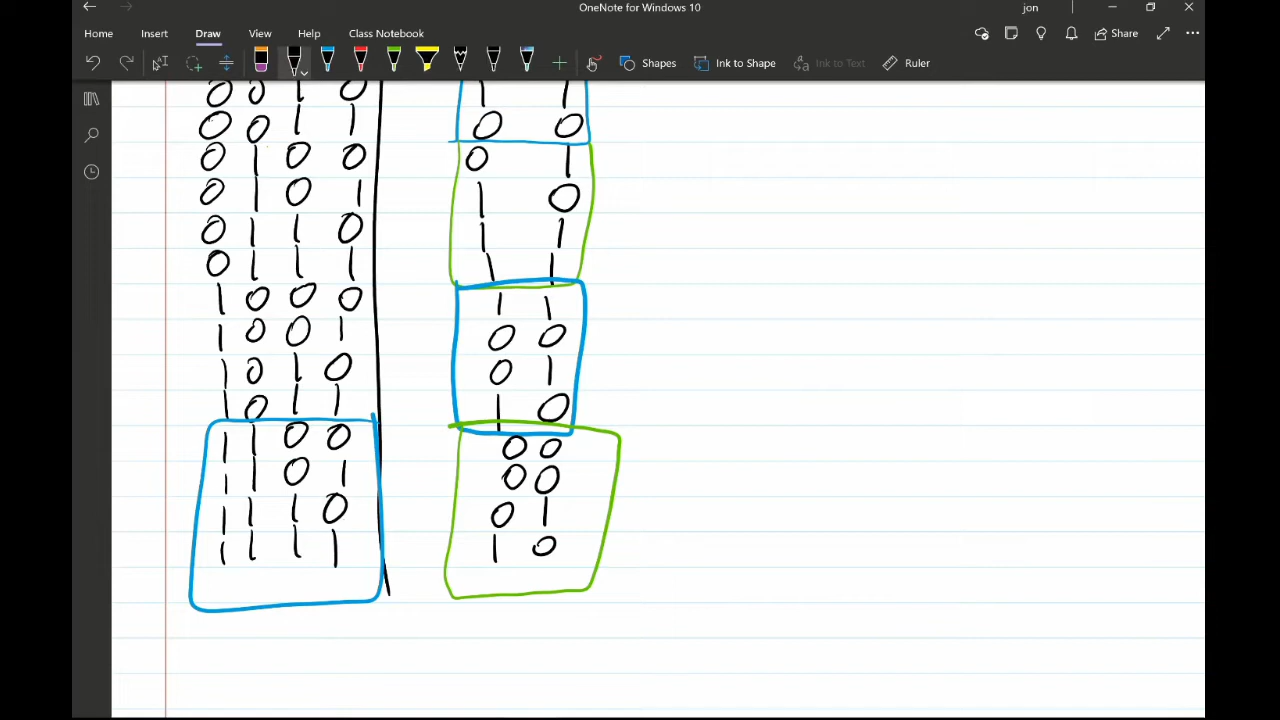 OneNote for Windows 10
jon
Home Insert Draw View Help Class Notebook
Share
Shapes Ink to Shape Ink to Text Ruler
0 0 1 0 1 1
0 0 1 1 0 0
0 1 0 0 0 1
0 1 0 1 1 0
0 1 1 0 1 1
0 1 1 1 1 1
1 0 0 0 1 1
1 0 0 1 0 0
1 0 1 0 0 1
1 0 1 1 1 0
1 1 0 0 0 0
1 1 0 1 0 0
1 1 1 0 0 1
1 1 1 1 1 0